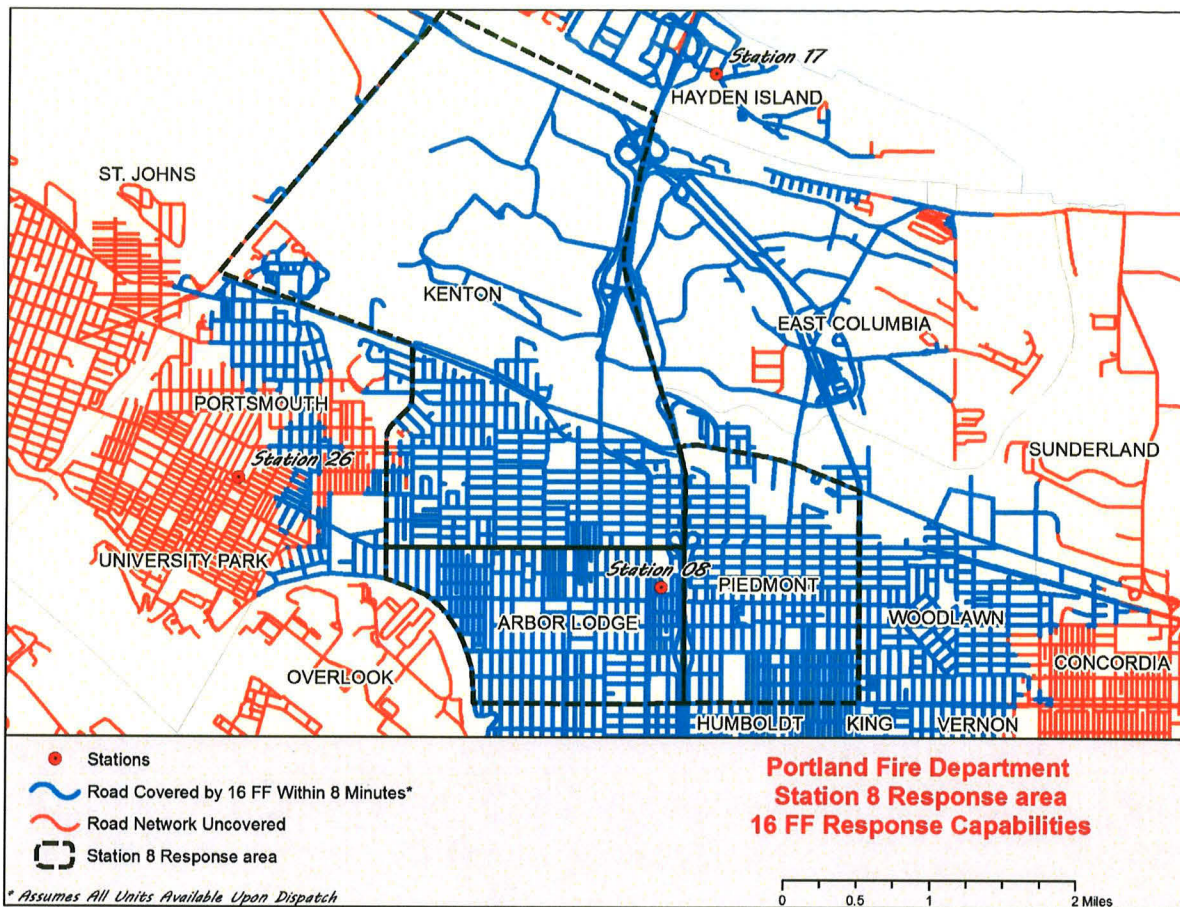 Station 17
HAYDEN ISLAND
ST. JOHNS
KENTON
EAST COLUMBIA
PORTSMOUTH
Station 26
SUNDERLAND
UNIVERSITY PARK
Station 08
PIEDMONT
ARBOR LODGE
WOODLAWN
OVERLOOK
CONCORDIA
HUMBOLDT
KING
VERNON
Stations
Road Covered by 16 FF Within 8 Minutes*
Road Network Uncovered
Station 8 Response area
* Assumes All Units Available Upon Dispatch
Portland Fire Department
Station 8 Response area
16 FF Response Capabilities
0 0.5 1 2 Miles